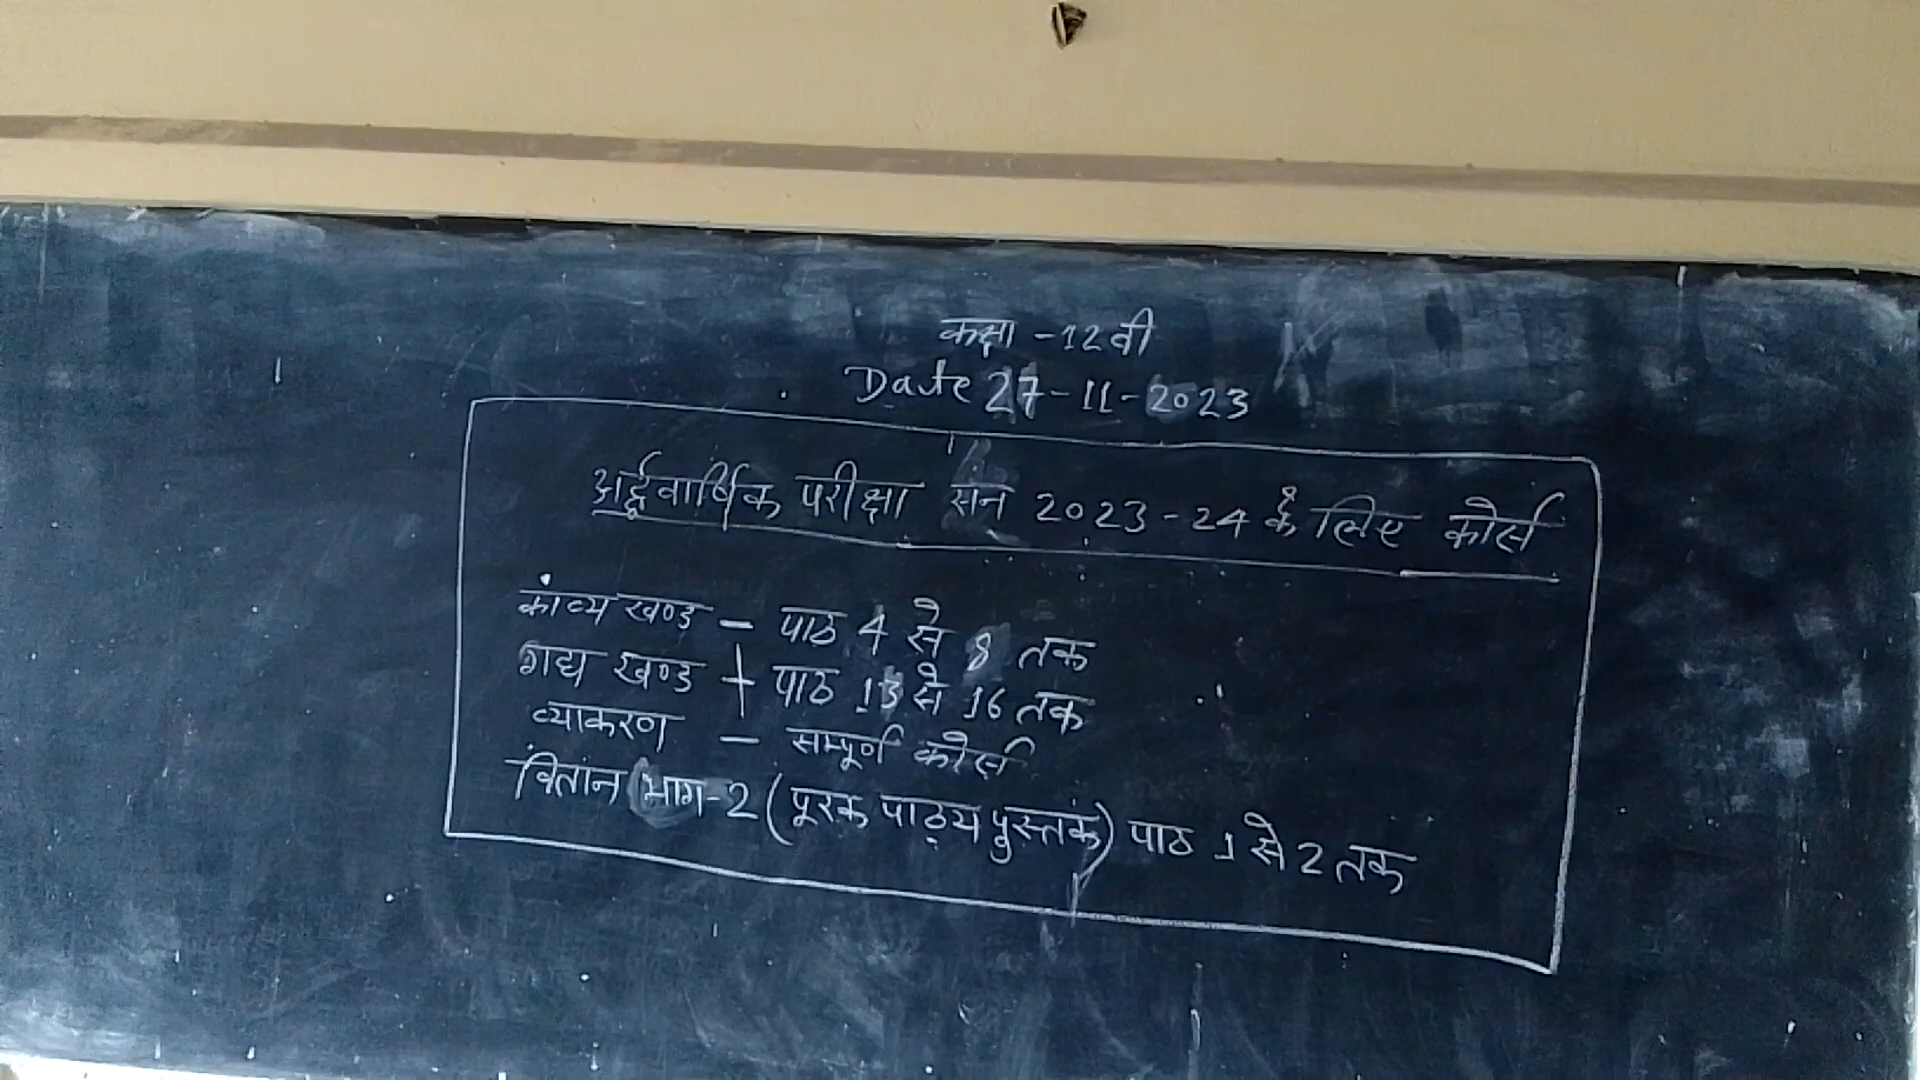 कक्षा -12वी
Date 27-11-2023
अर्द्धवार्षिक परीक्षा सन 2023-24 के लिए कोर्स
काव्य खण्ड - पाठ 4 से 8 तक
गद्य खण्ड + पाठ 13 से 16 तक
व्याकरण - सम्पूर्ण कोर्स
वितान भाग-2 (पूरक पाठ्य पुस्तक) पाठ 1 से 2 तक